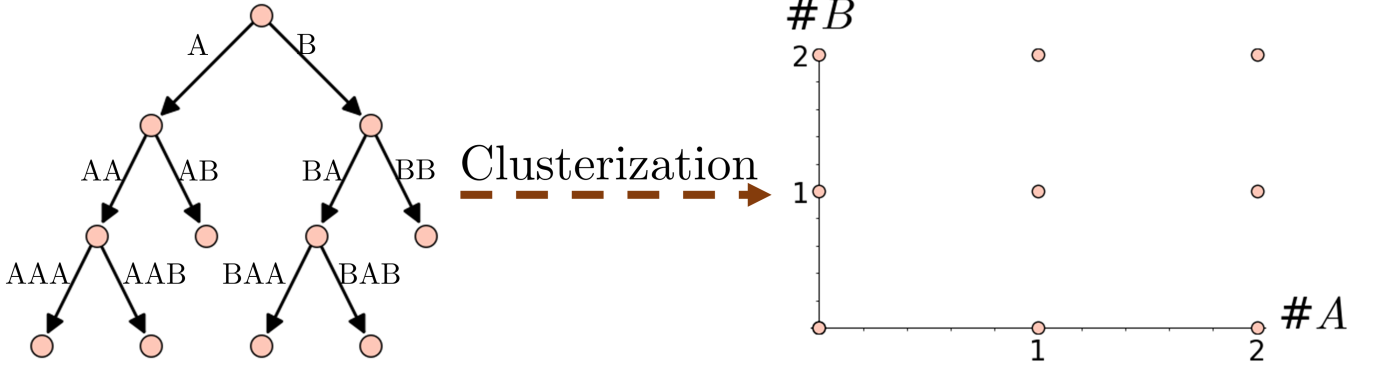 A B
AA AB BA BB
AAA AAB BAA BAB
Clusterization
#B
2
1
#A
1 2